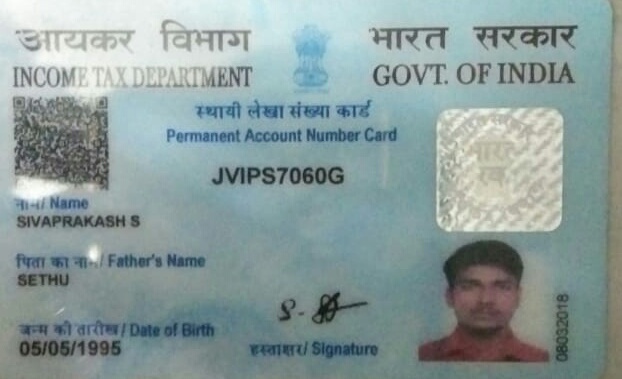 आयकर विभाग
भारत सरकार
INCOME TAX DEPARTMENT
GOVT. OF INDIA
स्थायी लेखा संख्या कार्ड
Permanent Account Number Card
JVIPS7060G
नाम / Name
SIVAPRAKASH S
पिता का नाम / Father's Name
SETHU
जन्म की तारीख / Date of Birth
05/05/1995
हस्ताक्षर / Signature
08032018